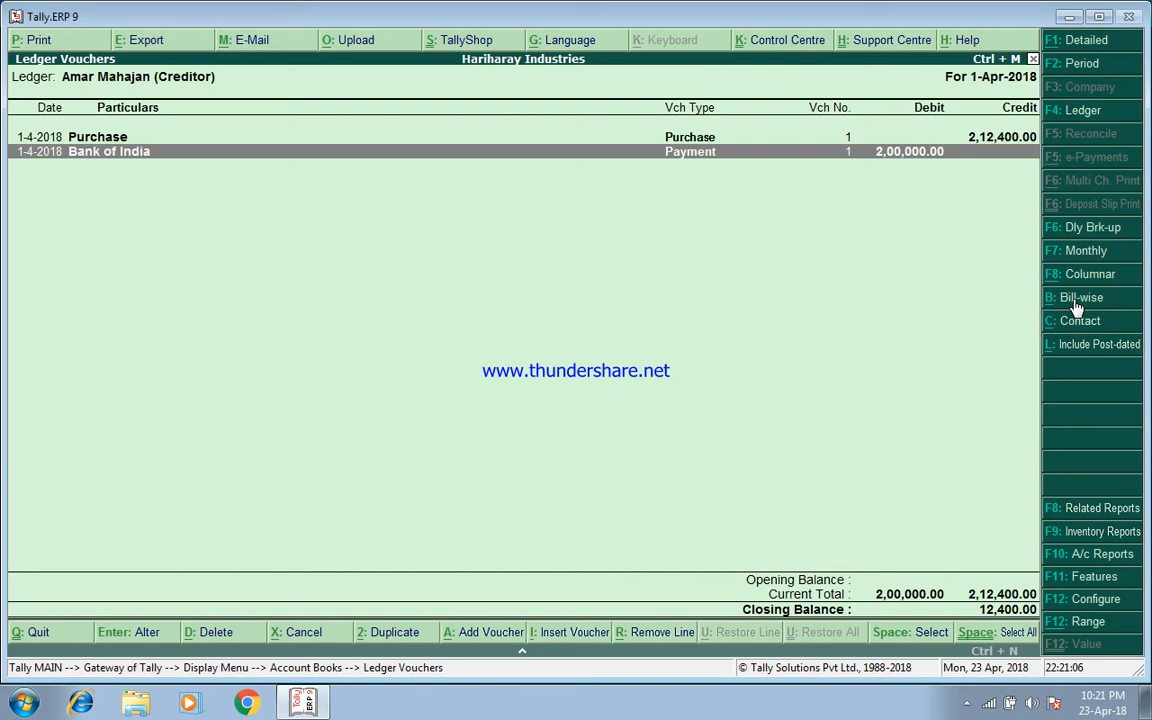 Tally.ERP 9
P: Print E: Export M: E-Mail O: Upload S: TallyShop G: Language K: Keyboard K: Control Centre H: Support Centre H: Help
Ledger Vouchers Hariharay Industries Ctrl + M
Ledger: Amar Mahajan (Creditor) For 1-Apr-2018
Date Particulars Vch Type Vch No. Debit Credit
1-4-2018 Purchase Purchase 1 2,12,400.00
1-4-2018 Bank of India Payment 1 2,00,000.00
www.thundershare.net
Opening Balance :
Current Total : 2,00,000.00 2,12,400.00
Closing Balance : 12,400.00
F1: Detailed
F2: Period
F3: Company
F4: Ledger
F5: Reconcile
F5: e-Payments
F6: Multi Ch. Print
F6: Deposit Slip Print
F6: Dly Brk-up
F7: Monthly
F8: Columnar
B: Bill-wise
C: Contact
L: Include Post-dated
F8: Related Reports
F9: Inventory Reports
F10: A/c Reports
F11: Features
F12: Configure
F12: Range
F12: Value
Q: Quit Enter: Alter D: Delete X: Cancel 2: Duplicate A: Add Voucher I: Insert Voucher R: Remove Line U: Restore Line U: Restore All Space: Select Space: Select All
Ctrl + N
Tally MAIN --> Gateway of Tally --> Display Menu --> Account Books --> Ledger Vouchers © Tally Solutions Pvt Ltd., 1988-2018 Mon, 23 Apr, 2018 22:21:06
Tally ERP 9
10:21 PM
23-Apr-18